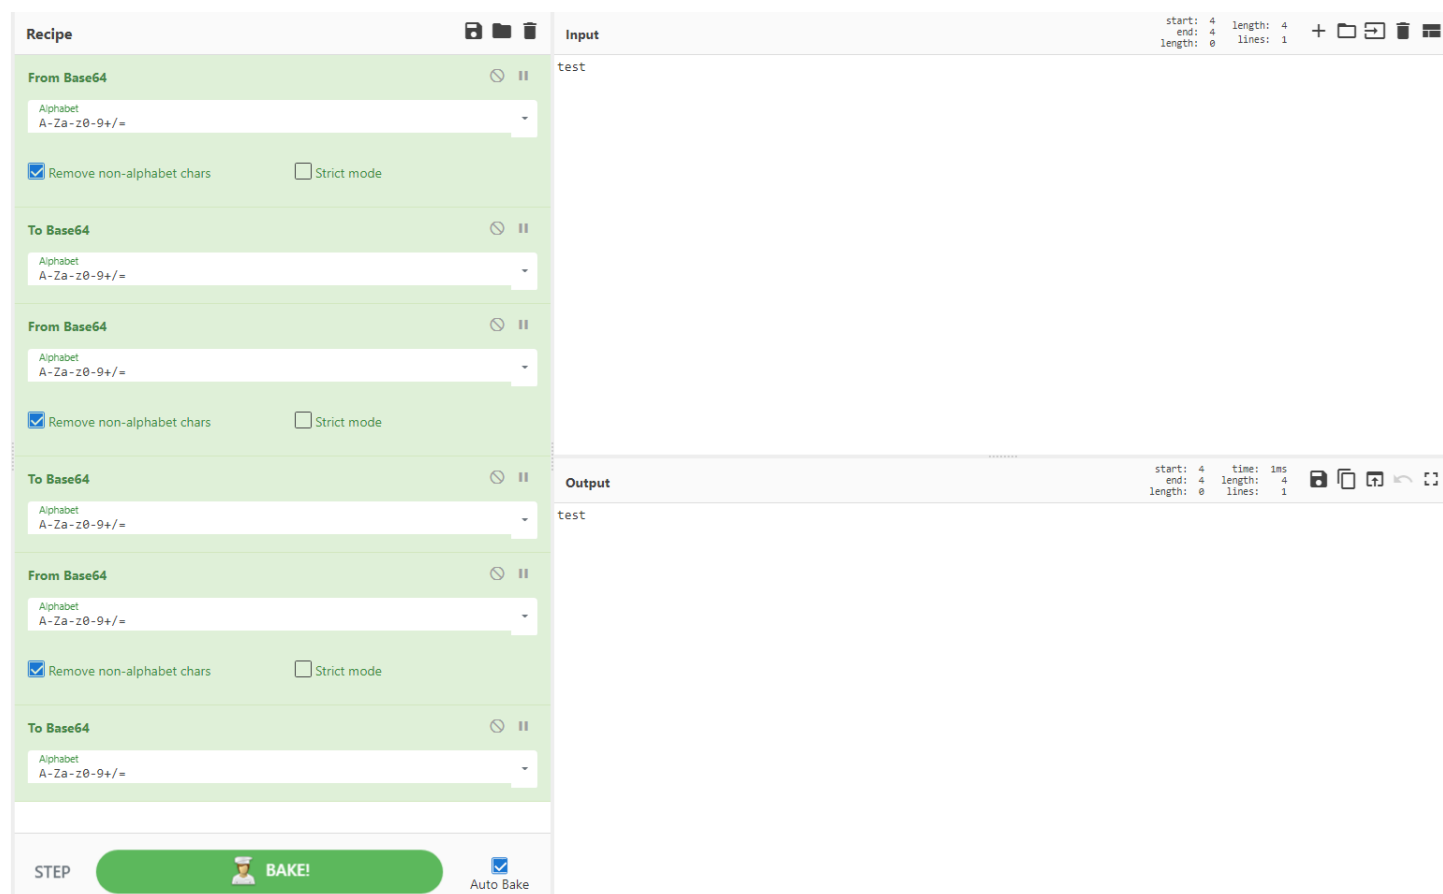 Recipe
From Base64
Alphabet
A-Za-z0-9+/=
Remove non-alphabet chars
Strict mode
To Base64
Alphabet
A-Za-z0-9+/=
From Base64
Alphabet
A-Za-z0-9+/=
Remove non-alphabet chars
Strict mode
To Base64
Alphabet
A-Za-z0-9+/=
From Base64
Alphabet
A-Za-z0-9+/=
Remove non-alphabet chars
Strict mode
To Base64
Alphabet
A-Za-z0-9+/=
STEP
BAKE!
Auto Bake
Input
start: 4
end: 4
length: 0
length: 4
lines: 1
test
Output
start: 4
end: 4
length: 0
time: 1ms
length: 4
lines: 1
test